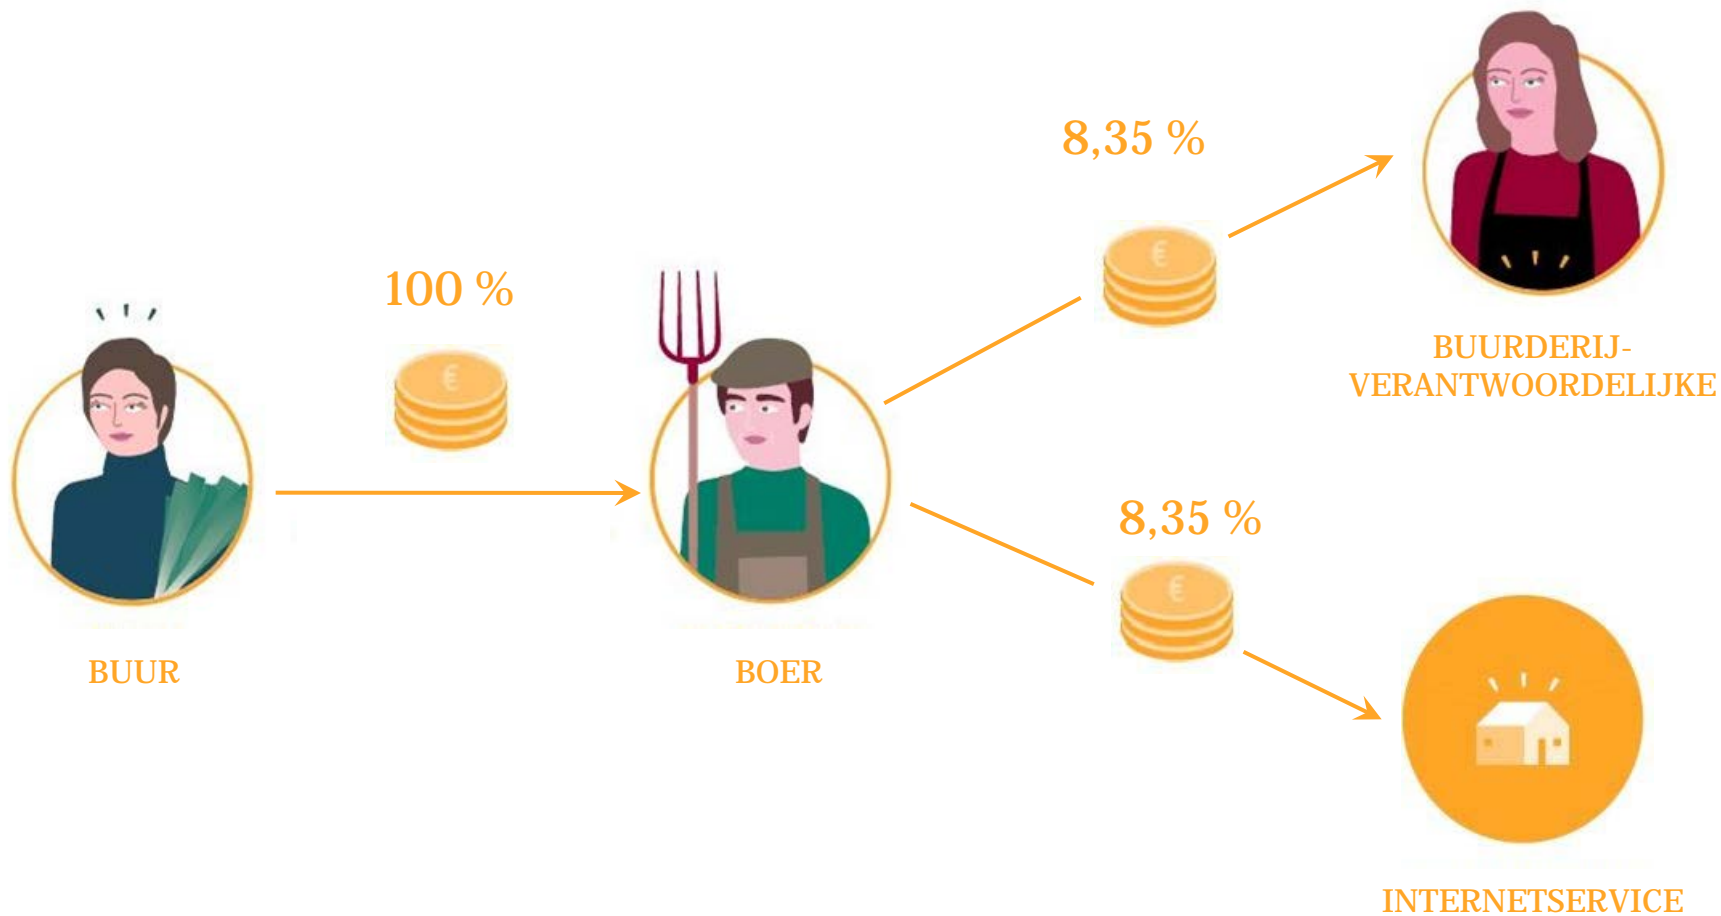 8,35 %
100 %
€
€
BUURDERIJ-
VERANTWOORDELIJKE
8,35 %
€
BUUR
BOER
INTERNETSERVICE